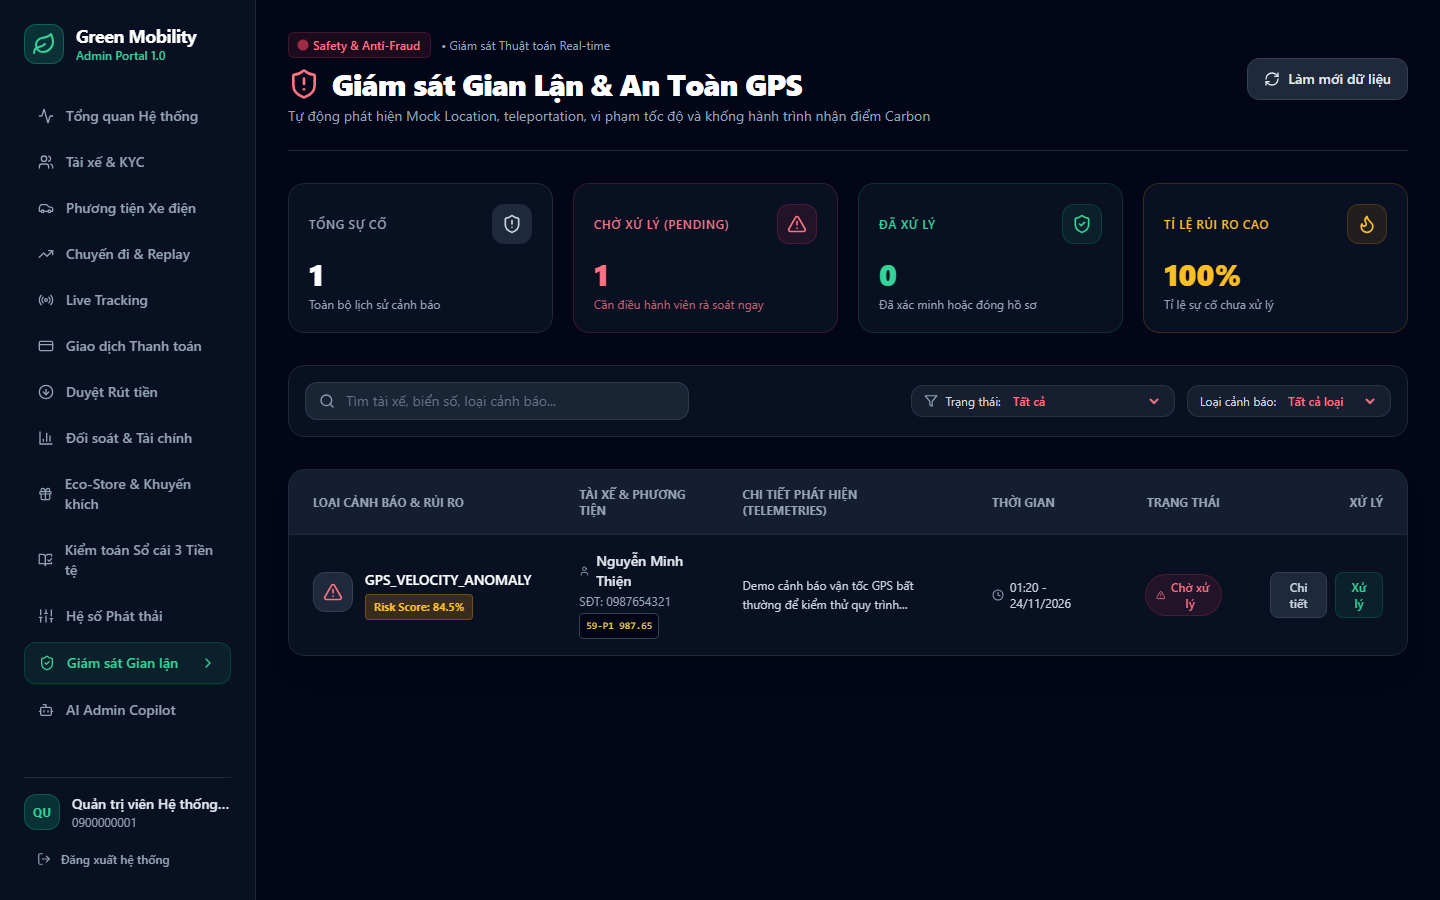 Green Mobility
Admin Portal 1.0
Tổng quan Hệ thống
Tài xế & KYC
Phương tiện Xe điện
Chuyến đi & Replay
Live Tracking
Giao dịch Thanh toán
Duyệt Rút tiền
Đối soát & Tài chính
Eco-Store & Khuyến
khích
Kiểm toán Sổ cái 3 Tiền
tệ
Hệ số Phát thải
Giám sát Gian lận
AI Admin Copilot
QU
Quản trị viên Hệ thống...
0900000001
Đăng xuất hệ thống
Safety & Anti-Fraud
• Giám sát Thuật toán Real-time
Giám sát Gian Lận & An Toàn GPS
Tự động phát hiện Mock Location, teleportation, vi phạm tốc độ và khống hành trình nhận điểm Carbon
Làm mới dữ liệu
TỔNG SỰ CỐ
1
Toàn bộ lịch sử cảnh báo
CHỜ XỬ LÝ (PENDING)
1
Cần điều hành viên rà soát ngay
ĐÃ XỬ LÝ
0
Đã xác minh hoặc đóng hồ sơ
TỈ LỆ RỦI RO CAO
100%
Tỉ lệ sự cố chưa xử lý
Tìm tài xế, biển số, loại cảnh báo...
Trạng thái: Tất cả
Loại cảnh báo: Tất cả loại
LOẠI CẢNH BÁO & RỦI RO
TÀI XẾ & PHƯƠNG
TIỆN
CHI TIẾT PHÁT HIỆN
(TELEMETRIES)
THỜI GIAN
TRẠNG THÁI
XỬ LÝ
GPS_VELOCITY_ANOMALY
Risk Score: 84.5%
Nguyễn Minh
Thiện
SĐT: 0987654321
59-P1 987.65
Demo cảnh báo vận tốc GPS bất
thường để kiểm thử quy trình...
01:20 -
24/11/2026
Chờ xử
lý
Chi
tiết
Xử
lý